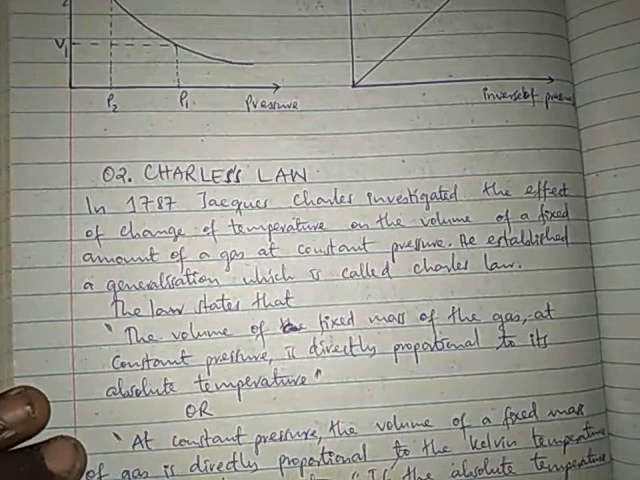 2
V1
P2 P1 Pressure
inverse of
02. CHARLES'S LAW
In 1787 Jacques Charles investigated the effect
of change of temperature on the volume of a fixed
amount of a gas at constant pressure. He established
a generalisation which is called charles law.
The law states that
" The volume of fixed mass of the gas, at
constant pressure, is directly proportional to its
absolute temperature"
OR
" At constant pressure, the volume of a fixed mass
of gas is directly proportional to the kelvin temperature
" If the absolute temperature